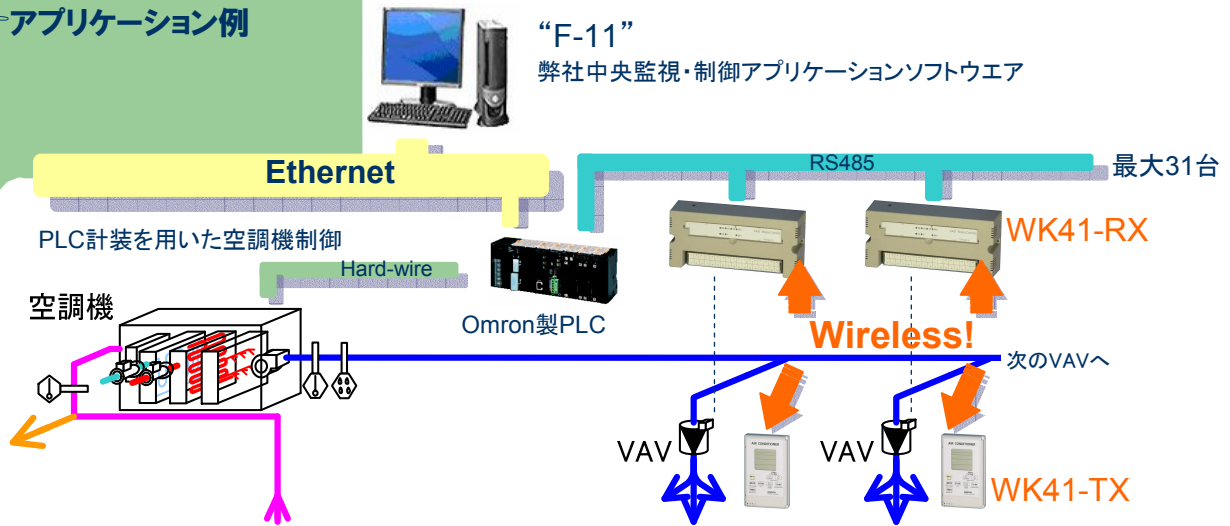 アプリケーション例
“F-11”
弊社中央監視・制御アプリケーションソフトウエア
Ethernet
RS485
最大31台
PLC計装を用いた空調機制御
WK41-RX
Hard-wire
空調機
Omron製PLC
Wireless!
次のVAVへ
VAV
VAV
AIR CONDITIONER
AIR CONDITIONER
WK41-TX